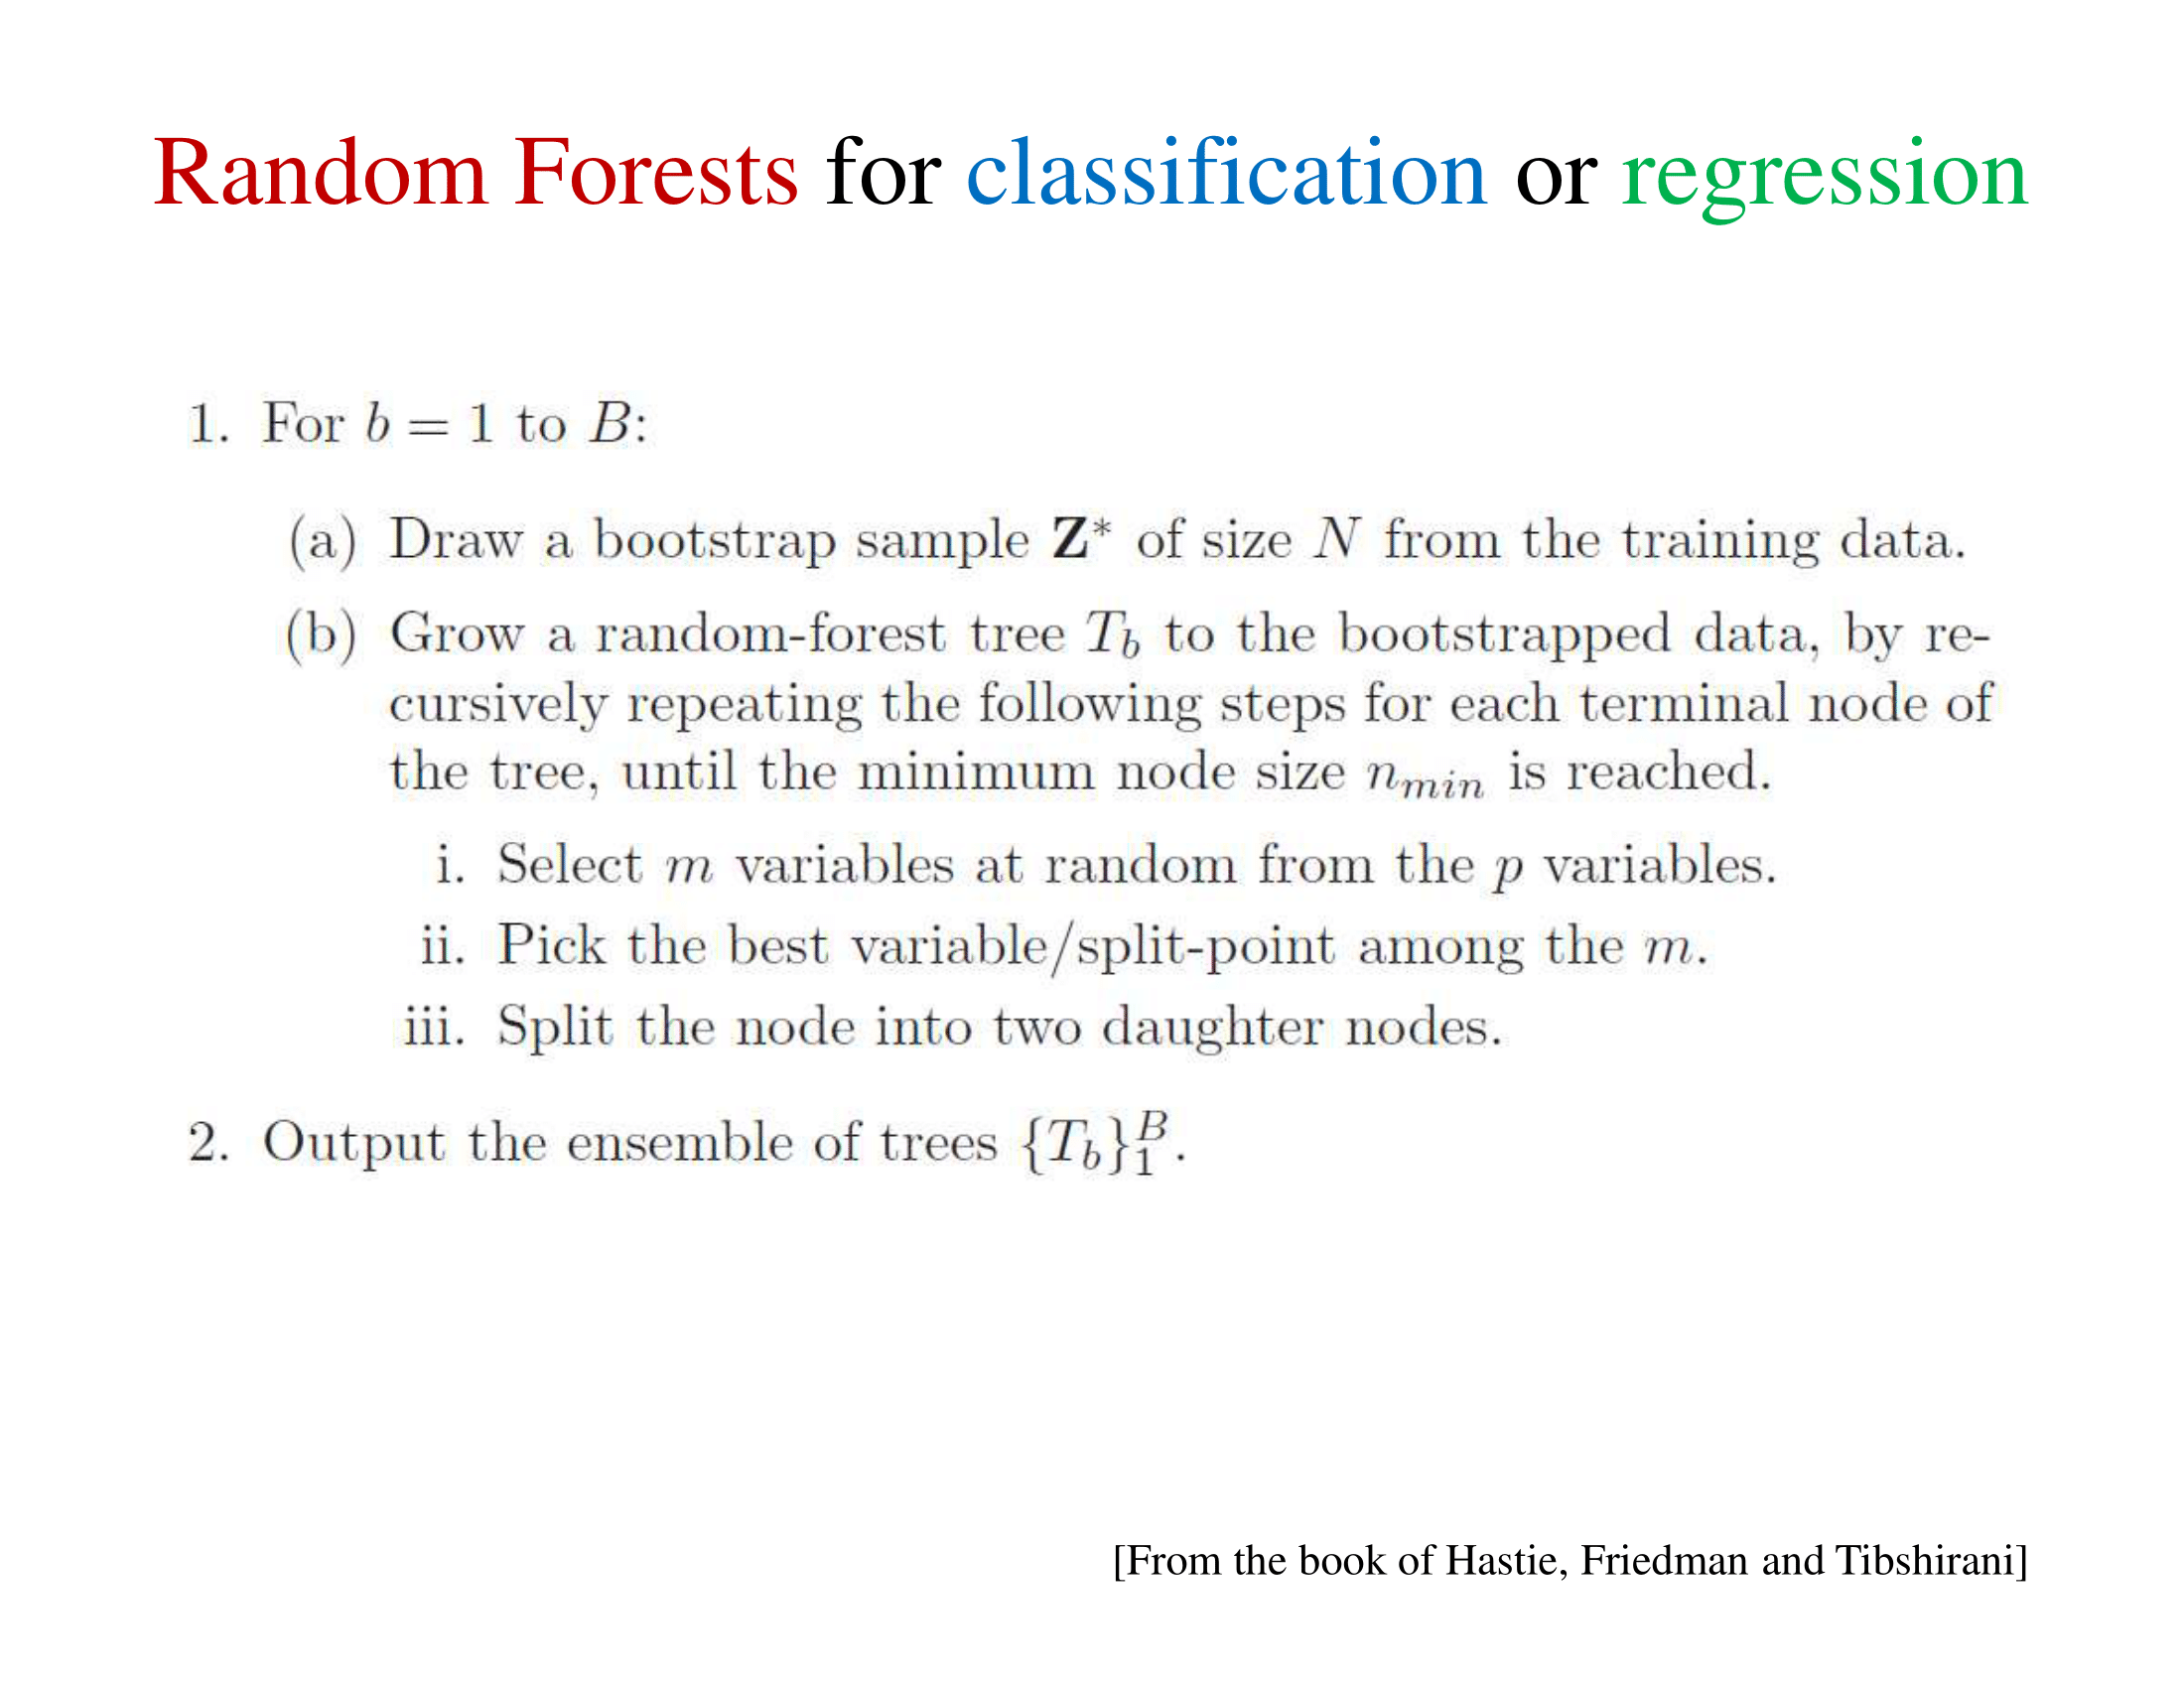 Random Forests for classification or regression
1. For b = 1 to B:
(a) Draw a bootstrap sample Z* of size N from the training data.
(b) Grow a random-forest tree T_b to the bootstrapped data, by re-
cursively repeating the following steps for each terminal node of
the tree, until the minimum node size n_min is reached.
i. Select m variables at random from the p variables.
ii. Pick the best variable/split-point among the m.
iii. Split the node into two daughter nodes.
2. Output the ensemble of trees {T_b}_1^B.
[From the book of Hastie, Friedman and Tibshirani]